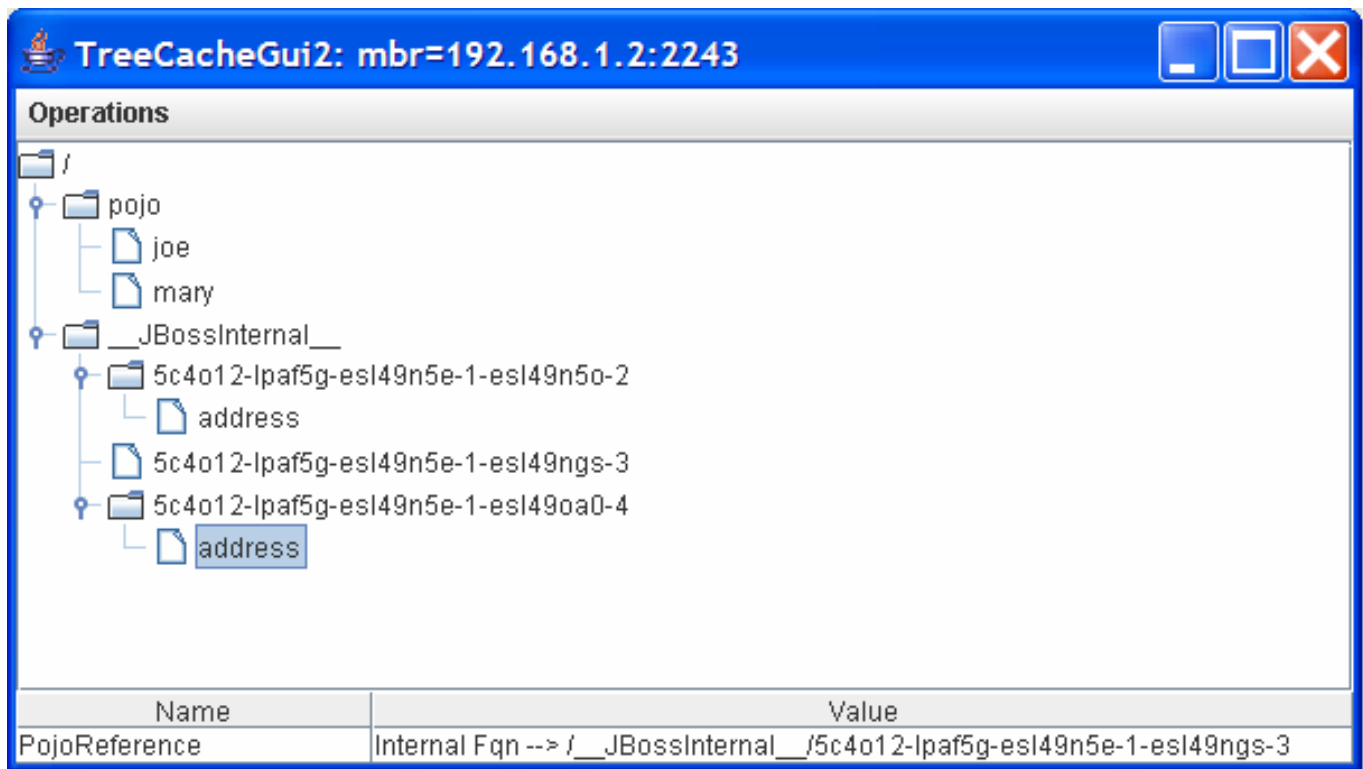 TreeCacheGui2: mbr=192.168.1.2:2243
Operations
/
pojo
joe
mary
__JBossInternal__
5c4o12-lpaf5g-esl49n5e-1-esl49n5o-2
address
5c4o12-lpaf5g-esl49n5e-1-esl49ngs-3
5c4o12-lpaf5g-esl49n5e-1-esl49oa0-4
address
Name Value
PojoReference Internal Fqn --> /__JBossInternal__/5c4o12-lpaf5g-esl49n5e-1-esl49ngs-3